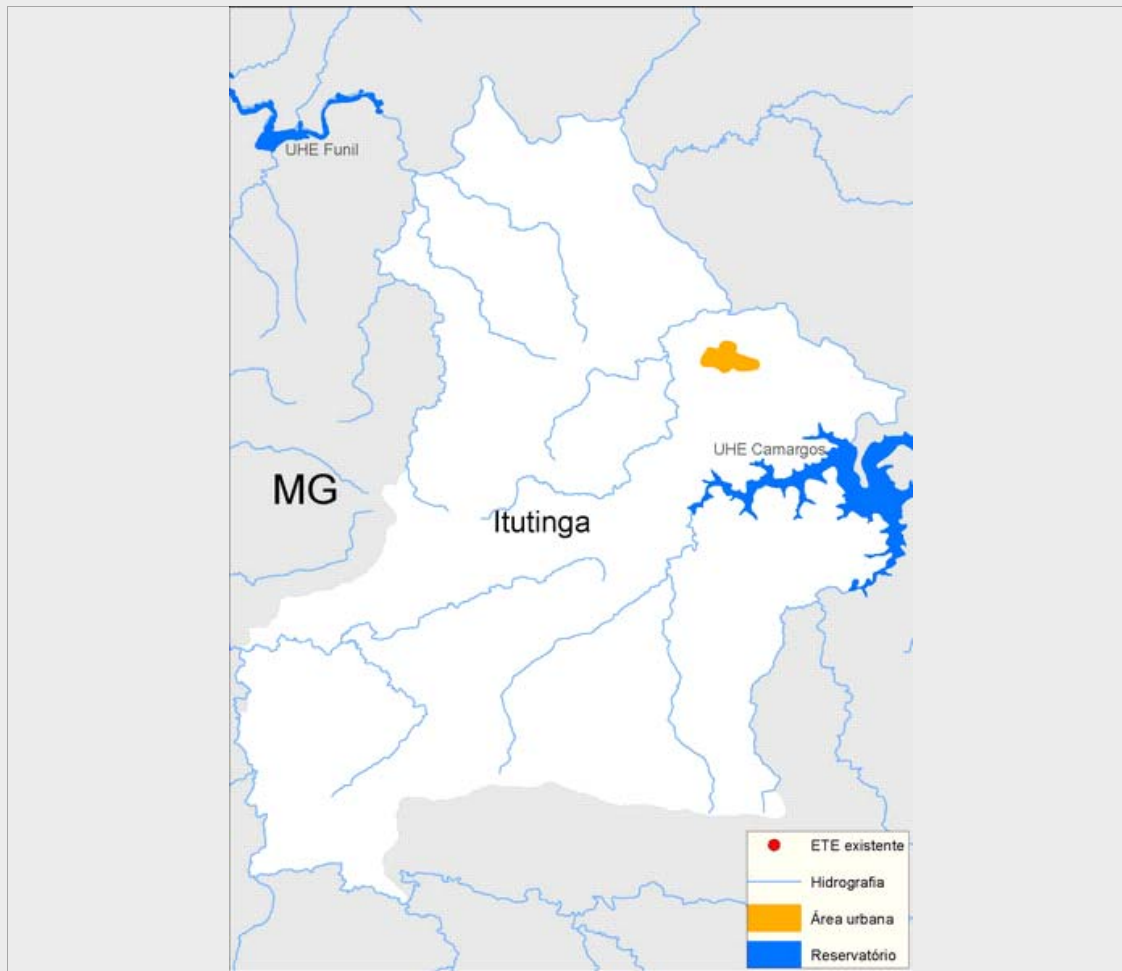 UHE Funil
UHE Camargos
MG
Itutinga
ETE existente
Hidrografia
Área urbana
Reservatório